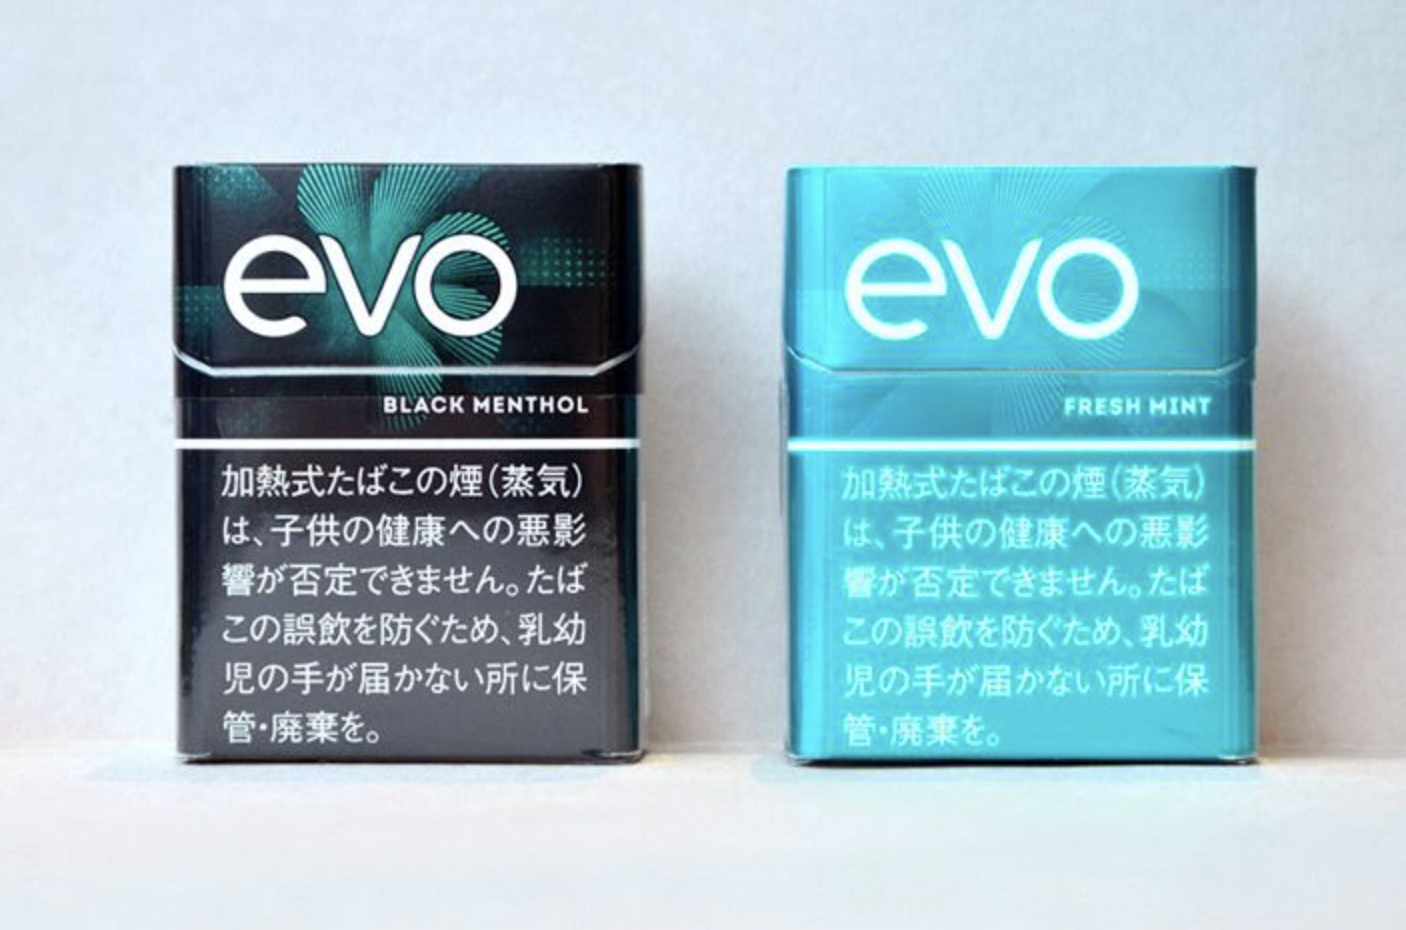 evo
BLACK MENTHOL
加熱式たばこの煙(蒸気)
は、子供の健康への悪影
響が否定できません。たば
この誤飲を防ぐため、乳幼
児の手が届かない所に保
管・廃棄を。
evo
FRESH MINT
加熱式たばこの煙(蒸気)
は、子供の健康への悪影
響が否定できません。たば
この誤飲を防ぐため、乳幼
児の手が届かない所に保
管・廃棄を。